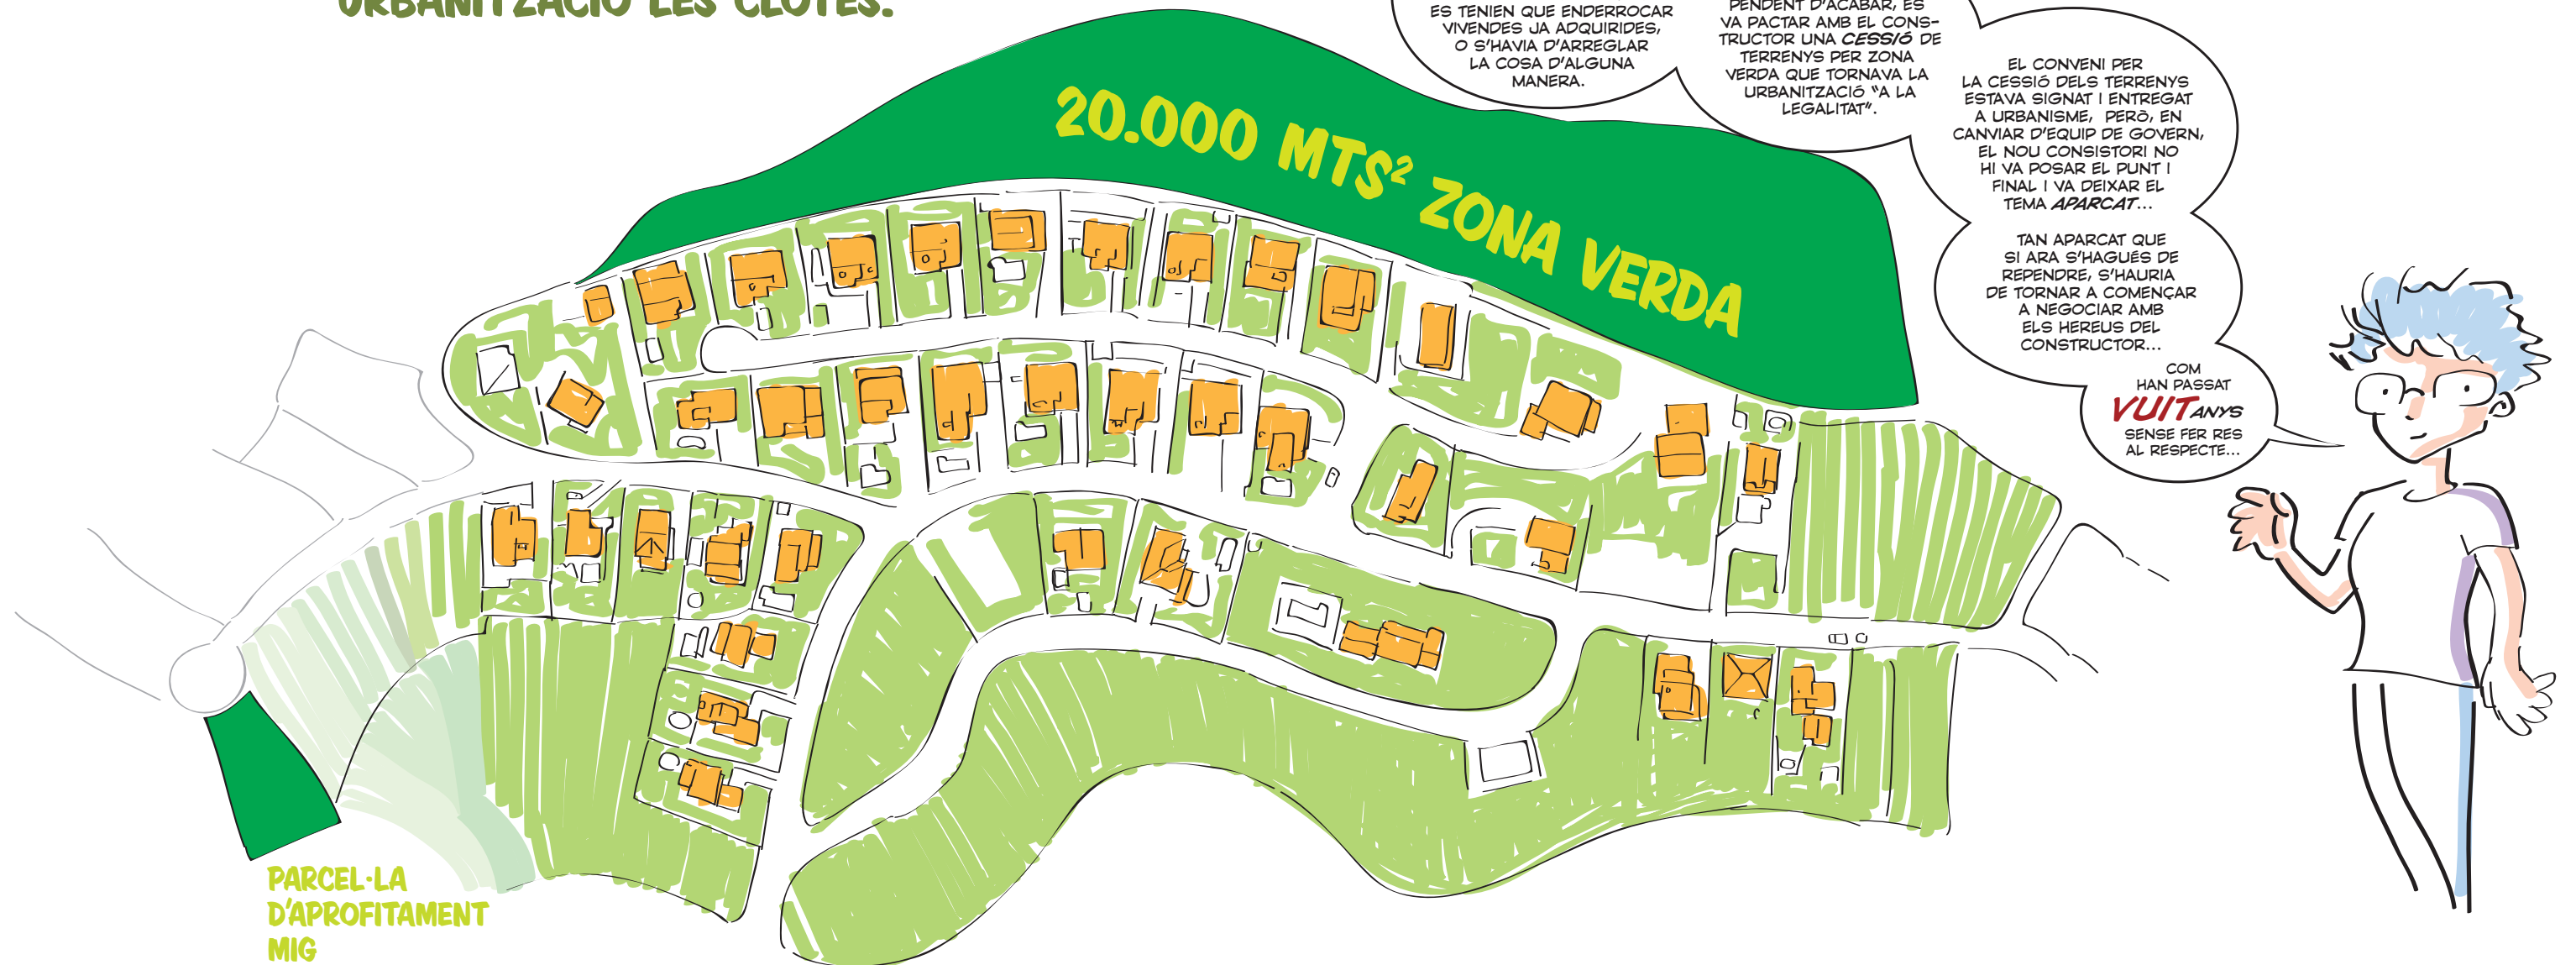 URBANITZACIÓ LES CLOTES.
ES TENIEN QUE ENDERROCAR
VIVENDES JA ADQUIRIDES,
O S'HAVIA D'ARREGLAR
LA COSA D'ALGUNA
MANERA.
PENDENT D'ACABAR, ES
VA PACTAR AMB EL CONS-
TRUCTOR UNA CESSIÓ DE
TERRENYS PER ZONA
VERDA QUE TORNAVA LA
URBANITZACIÓ "A LA
LEGALITAT".
EL CONVENI PER
LA CESSIÓ DELS TERRENYS
ESTAVA SIGNAT I ENTREGAT
A URBANISME, PERÒ, EN
CANVIAR D'EQUIP DE GOVERN,
EL NOU CONSISTORI NO
HI VA POSAR EL PUNT I
FINAL I VA DEIXAR EL
TEMA APARCAT...
TAN APARCAT QUE
SI ARA S'HAGUÉS DE
REPENDRE, S'HAURIA
DE TORNAR A COMENÇAR
A NEGOCIAR AMB
ELS HEREUS DEL
CONSTRUCTOR...
COM
HAN PASSAT
VUIT ANYS
SENSE FER RES
AL RESPECTE...
20.000 MTS² ZONA VERDA
PARCEL·LA
D'APROFITAMENT
MIG